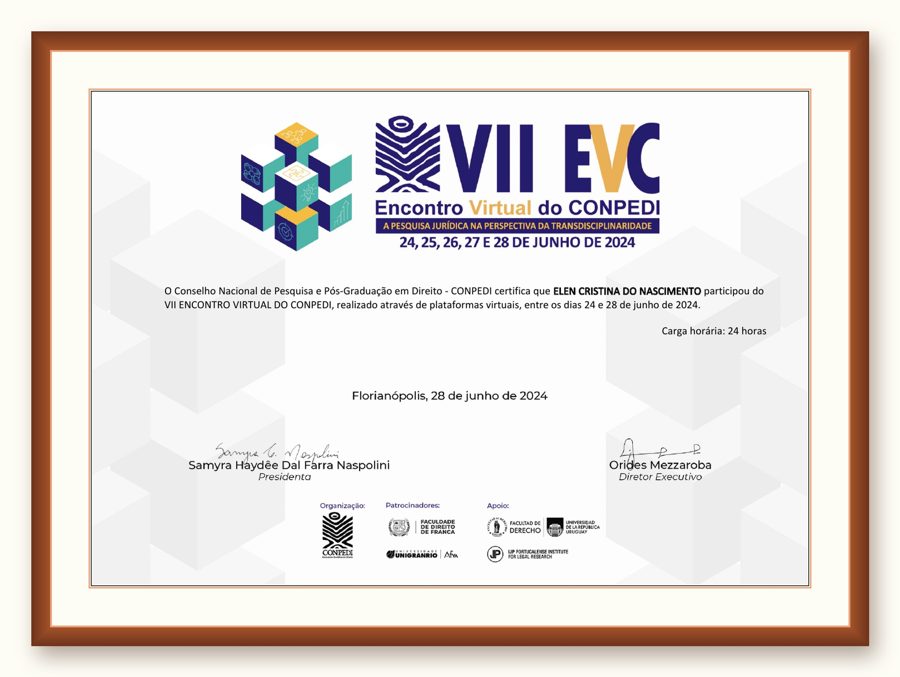 VII EVC
Encontro Virtual do CONPEDI
A PESQUISA JURÍDICA NA PERSPECTIVA DA TRANSDISCIPLINARIDADE
24, 25, 26, 27 E 28 DE JUNHO DE 2024
O Conselho Nacional de Pesquisa e Pós-Graduação em Direito - CONPEDI certifica que ELEN CRISTINA DO NASCIMENTO participou do
VII ENCONTRO VIRTUAL DO CONPEDI, realizado através de plataformas virtuais, entre os dias 24 e 28 de junho de 2024.
Carga horária: 24 horas
Florianópolis, 28 de junho de 2024
Samyra Haydêe Dal Farra Naspolini
Presidenta
Orides Mezzaroba
Diretor Executivo
Organização:
CONPEDI
Patrocinadores:
FACULDADE
DE DIREITO
DE FRANCA
UNIVERSIDADE
UNIGRANRIO
Afya
Apoio:
FACULTAD DE
DERECHO
UNIVERSIDAD
DE LA REPÚBLICA
URUGUAY
IJP PORTUCALENSE INSTITUTE
FOR LEGAL RESEARCH